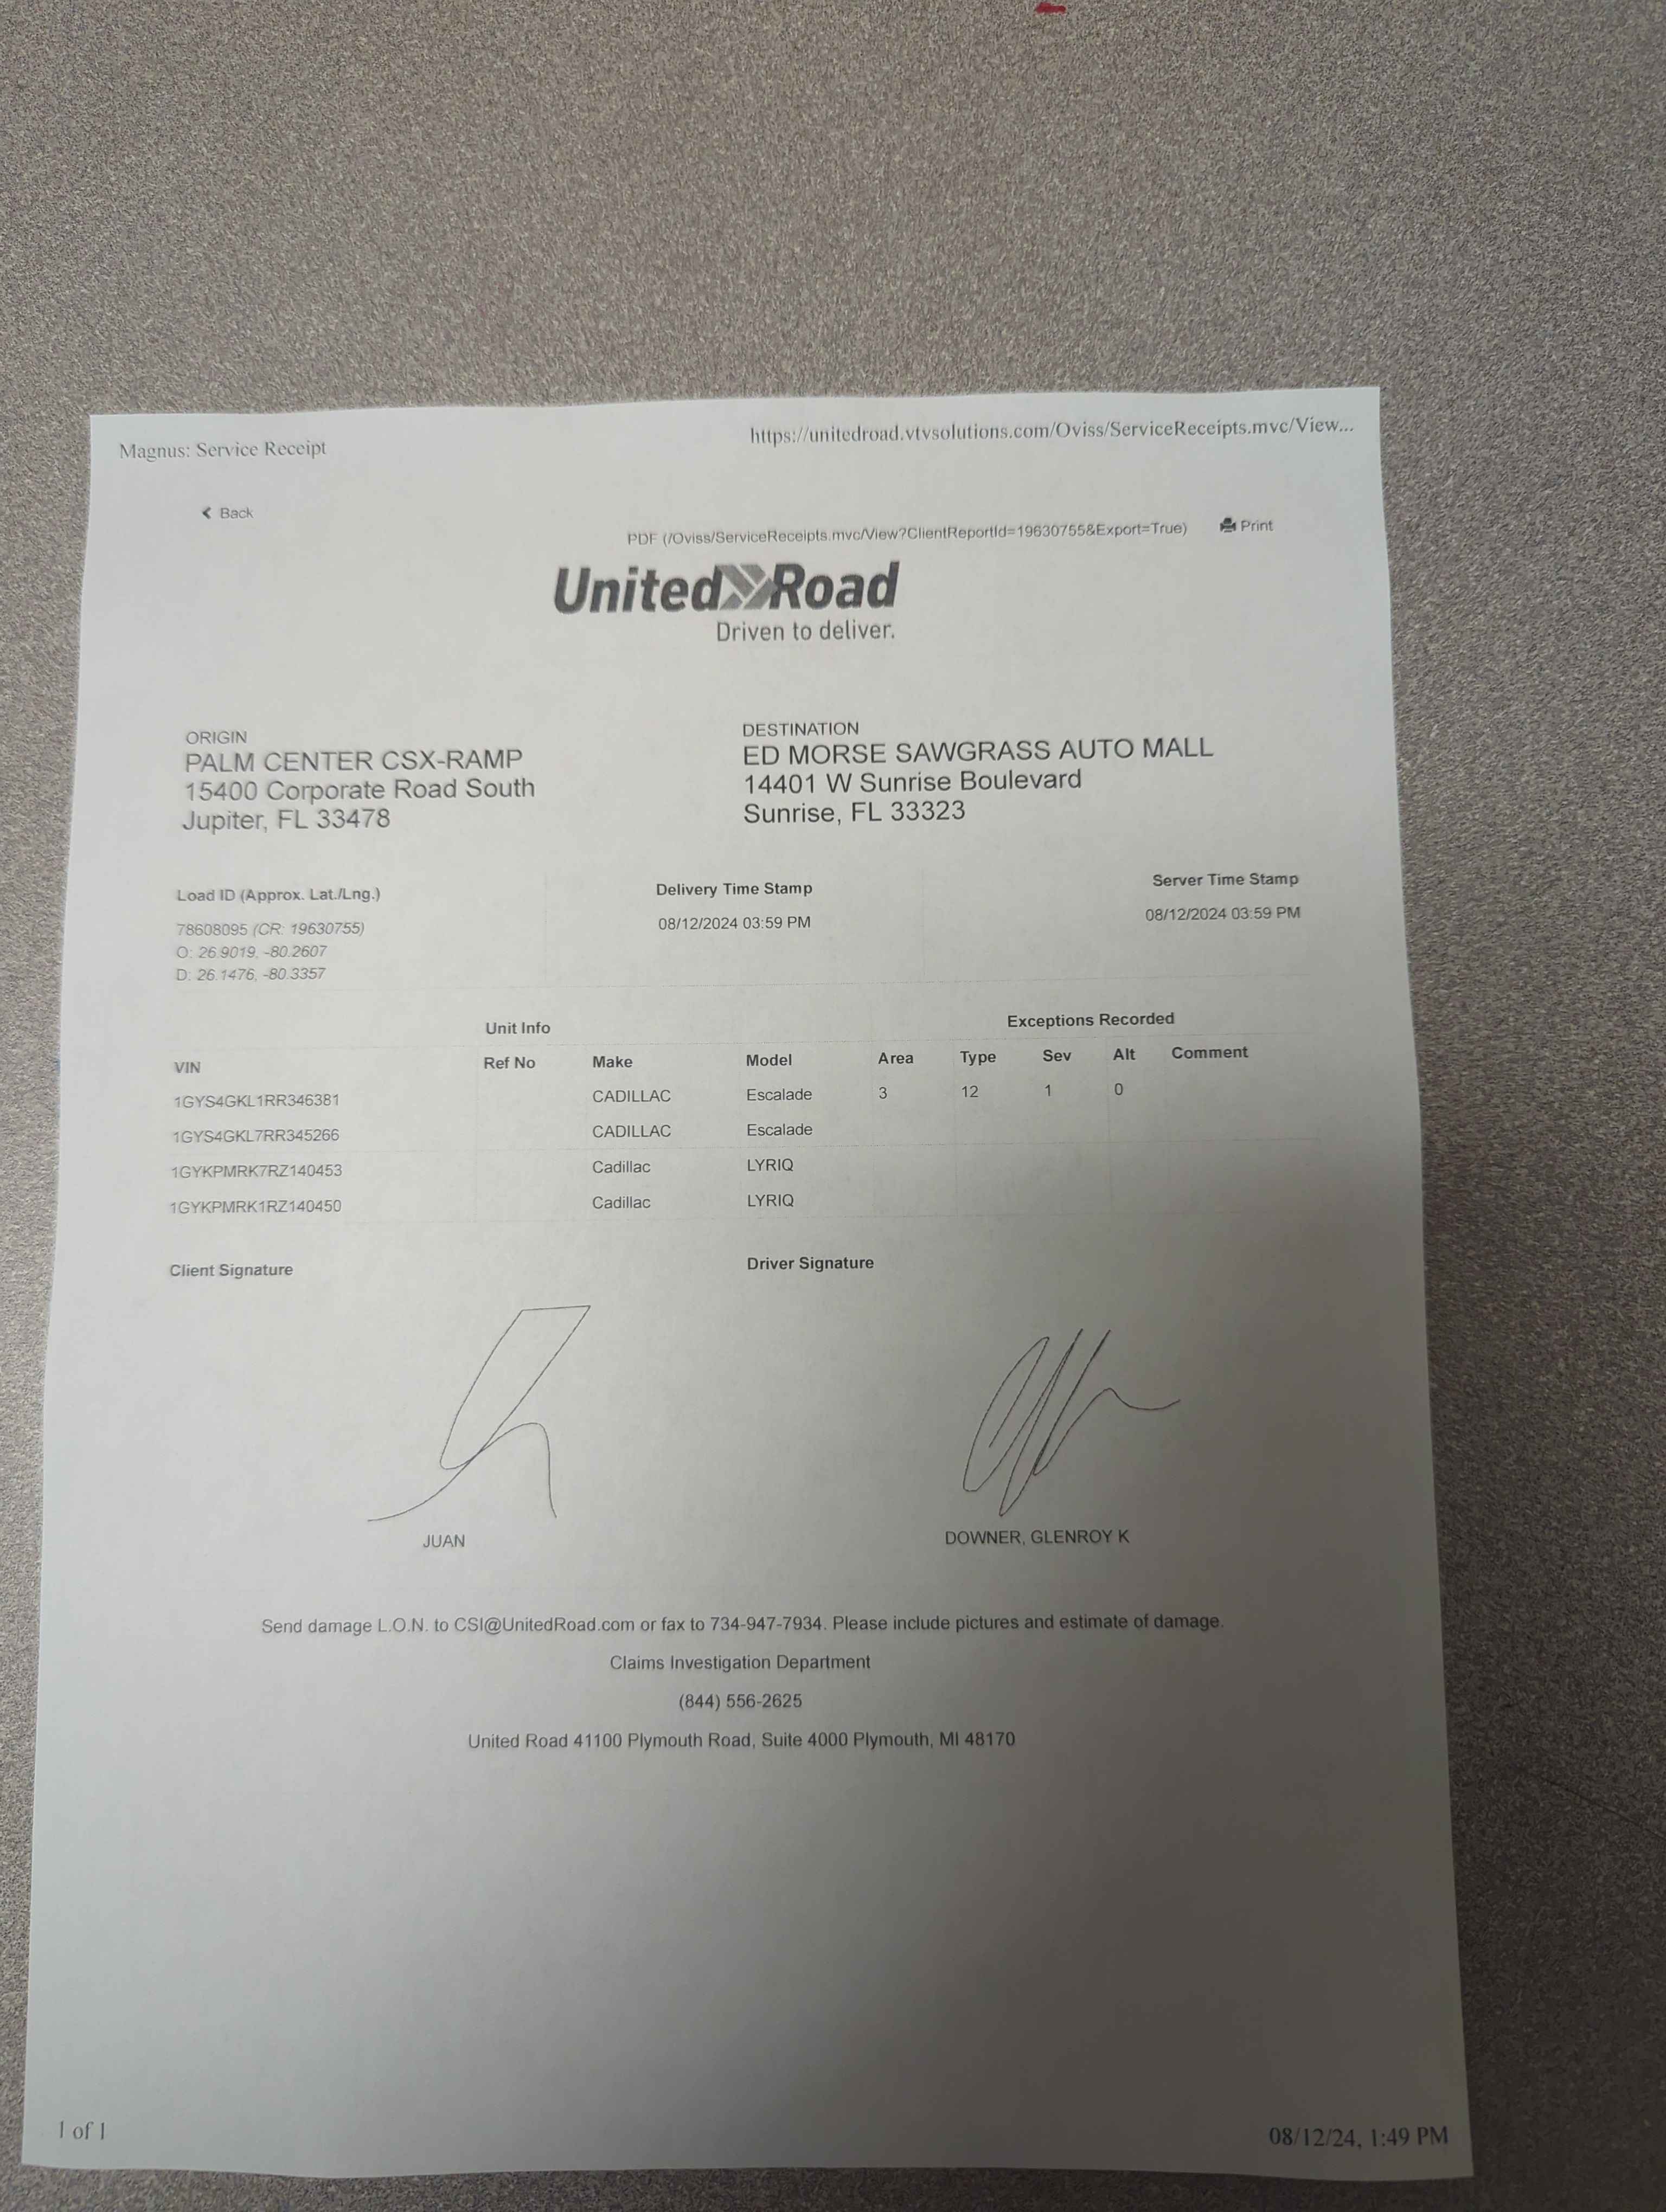 Magnus: Service Receipt https://unitedroad.vtvsolutions.com/Oviss/ServiceReceipts.mvc/View...
Back
PDF (/Oviss/ServiceReceipts.mvc/View?ClientReportId=19630755&Export=True) Print
United Road
Driven to deliver.
ORIGIN
PALM CENTER CSX-RAMP
15400 Corporate Road South
Jupiter, FL 33478
DESTINATION
ED MORSE SAWGRASS AUTO MALL
14401 W Sunrise Boulevard
Sunrise, FL 33323
Load ID (Approx. Lat./Lng.) Delivery Time Stamp Server Time Stamp
78608095 (CR: 19630755) 08/12/2024 03:59 PM 08/12/2024 03:59 PM
O: 26.9019, -80.2607
D: 26.1476, -80.3357
Unit Info Exceptions Recorded
VIN Ref No Make Model Area Type Sev Alt Comment
1GYS4GKL1RR346381 CADILLAC Escalade 3 12 1 0
1GYS4GKL7RR345266 CADILLAC Escalade
1GYKPMRK7RZ140453 Cadillac LYRIQ
1GYKPMRK1RZ140450 Cadillac LYRIQ
Client Signature Driver Signature
JUAN DOWNER, GLENROY K
Send damage L.O.N. to CSI@UnitedRoad.com or fax to 734-947-7934. Please include pictures and estimate of damage.
Claims Investigation Department
(844) 556-2625
United Road 41100 Plymouth Road, Suite 4000 Plymouth, MI 48170
1 of 1 08/12/24, 1:49 PM